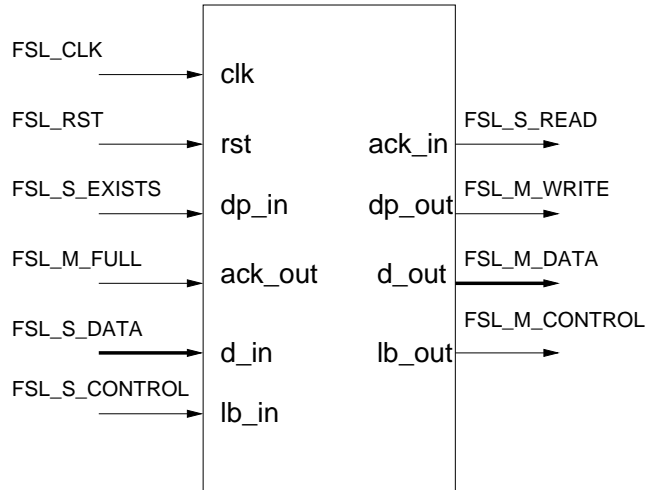 FSL_CLK
clk
FSL_RST
rst
ack_in
FSL_S_READ
FSL_S_EXISTS
dp_in
dp_out
FSL_M_WRITE
FSL_M_FULL
ack_out
d_out
FSL_M_DATA
FSL_S_DATA
d_in
lb_out
FSL_M_CONTROL
FSL_S_CONTROL
lb_in